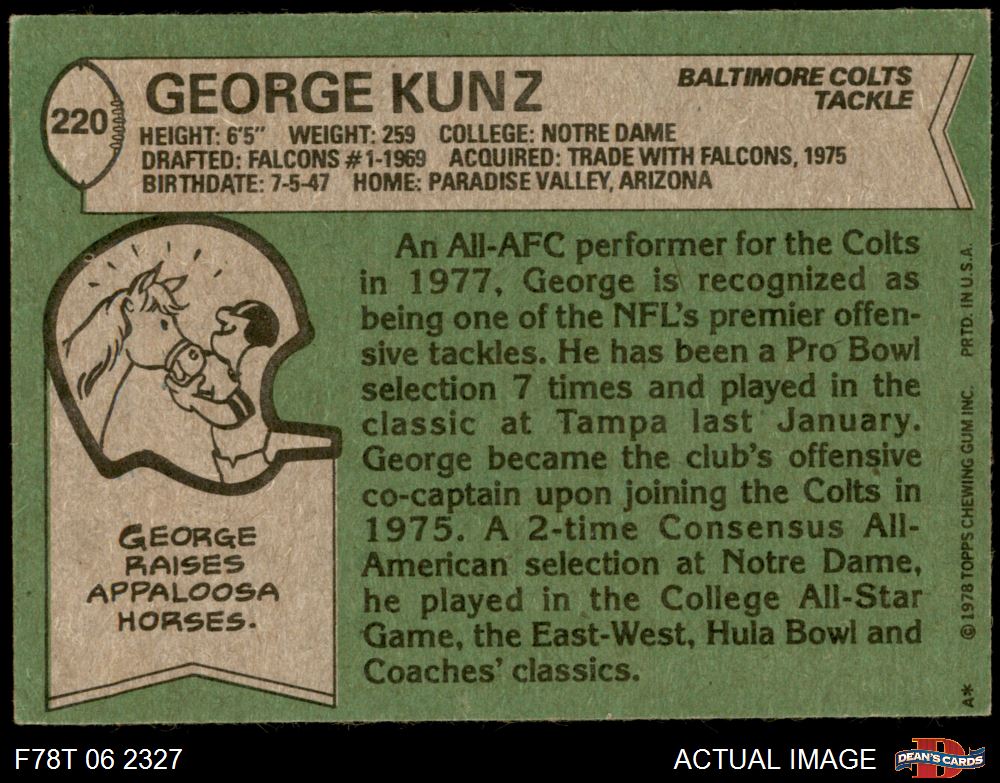 220
GEORGE KUNZ
BALTIMORE COLTS
TACKLE
HEIGHT: 6'5" WEIGHT: 259 COLLEGE: NOTRE DAME
DRAFTED: FALCONS #1-1969 ACQUIRED: TRADE WITH FALCONS, 1975
BIRTHDATE: 7-5-47 HOME: PARADISE VALLEY, ARIZONA
GEORGE
RAISES
APPALOOSA
HORSES.
An All-AFC performer for the Colts
in 1977, George is recognized as
being one of the NFL's premier offen-
sive tackles. He has been a Pro Bowl
selection 7 times and played in the
classic at Tampa last January.
George became the club's offensive
co-captain upon joining the Colts in
1975. A 2-time Consensus All-
American selection at Notre Dame,
he played in the College All-Star
Game, the East-West, Hula Bowl and
Coaches' classics.
A* © 1978 TOPPS CHEWING GUM INC. PRTD. IN U.S.A.
F78T 06 2327
ACTUAL IMAGE
D
DEAN'S CARDS